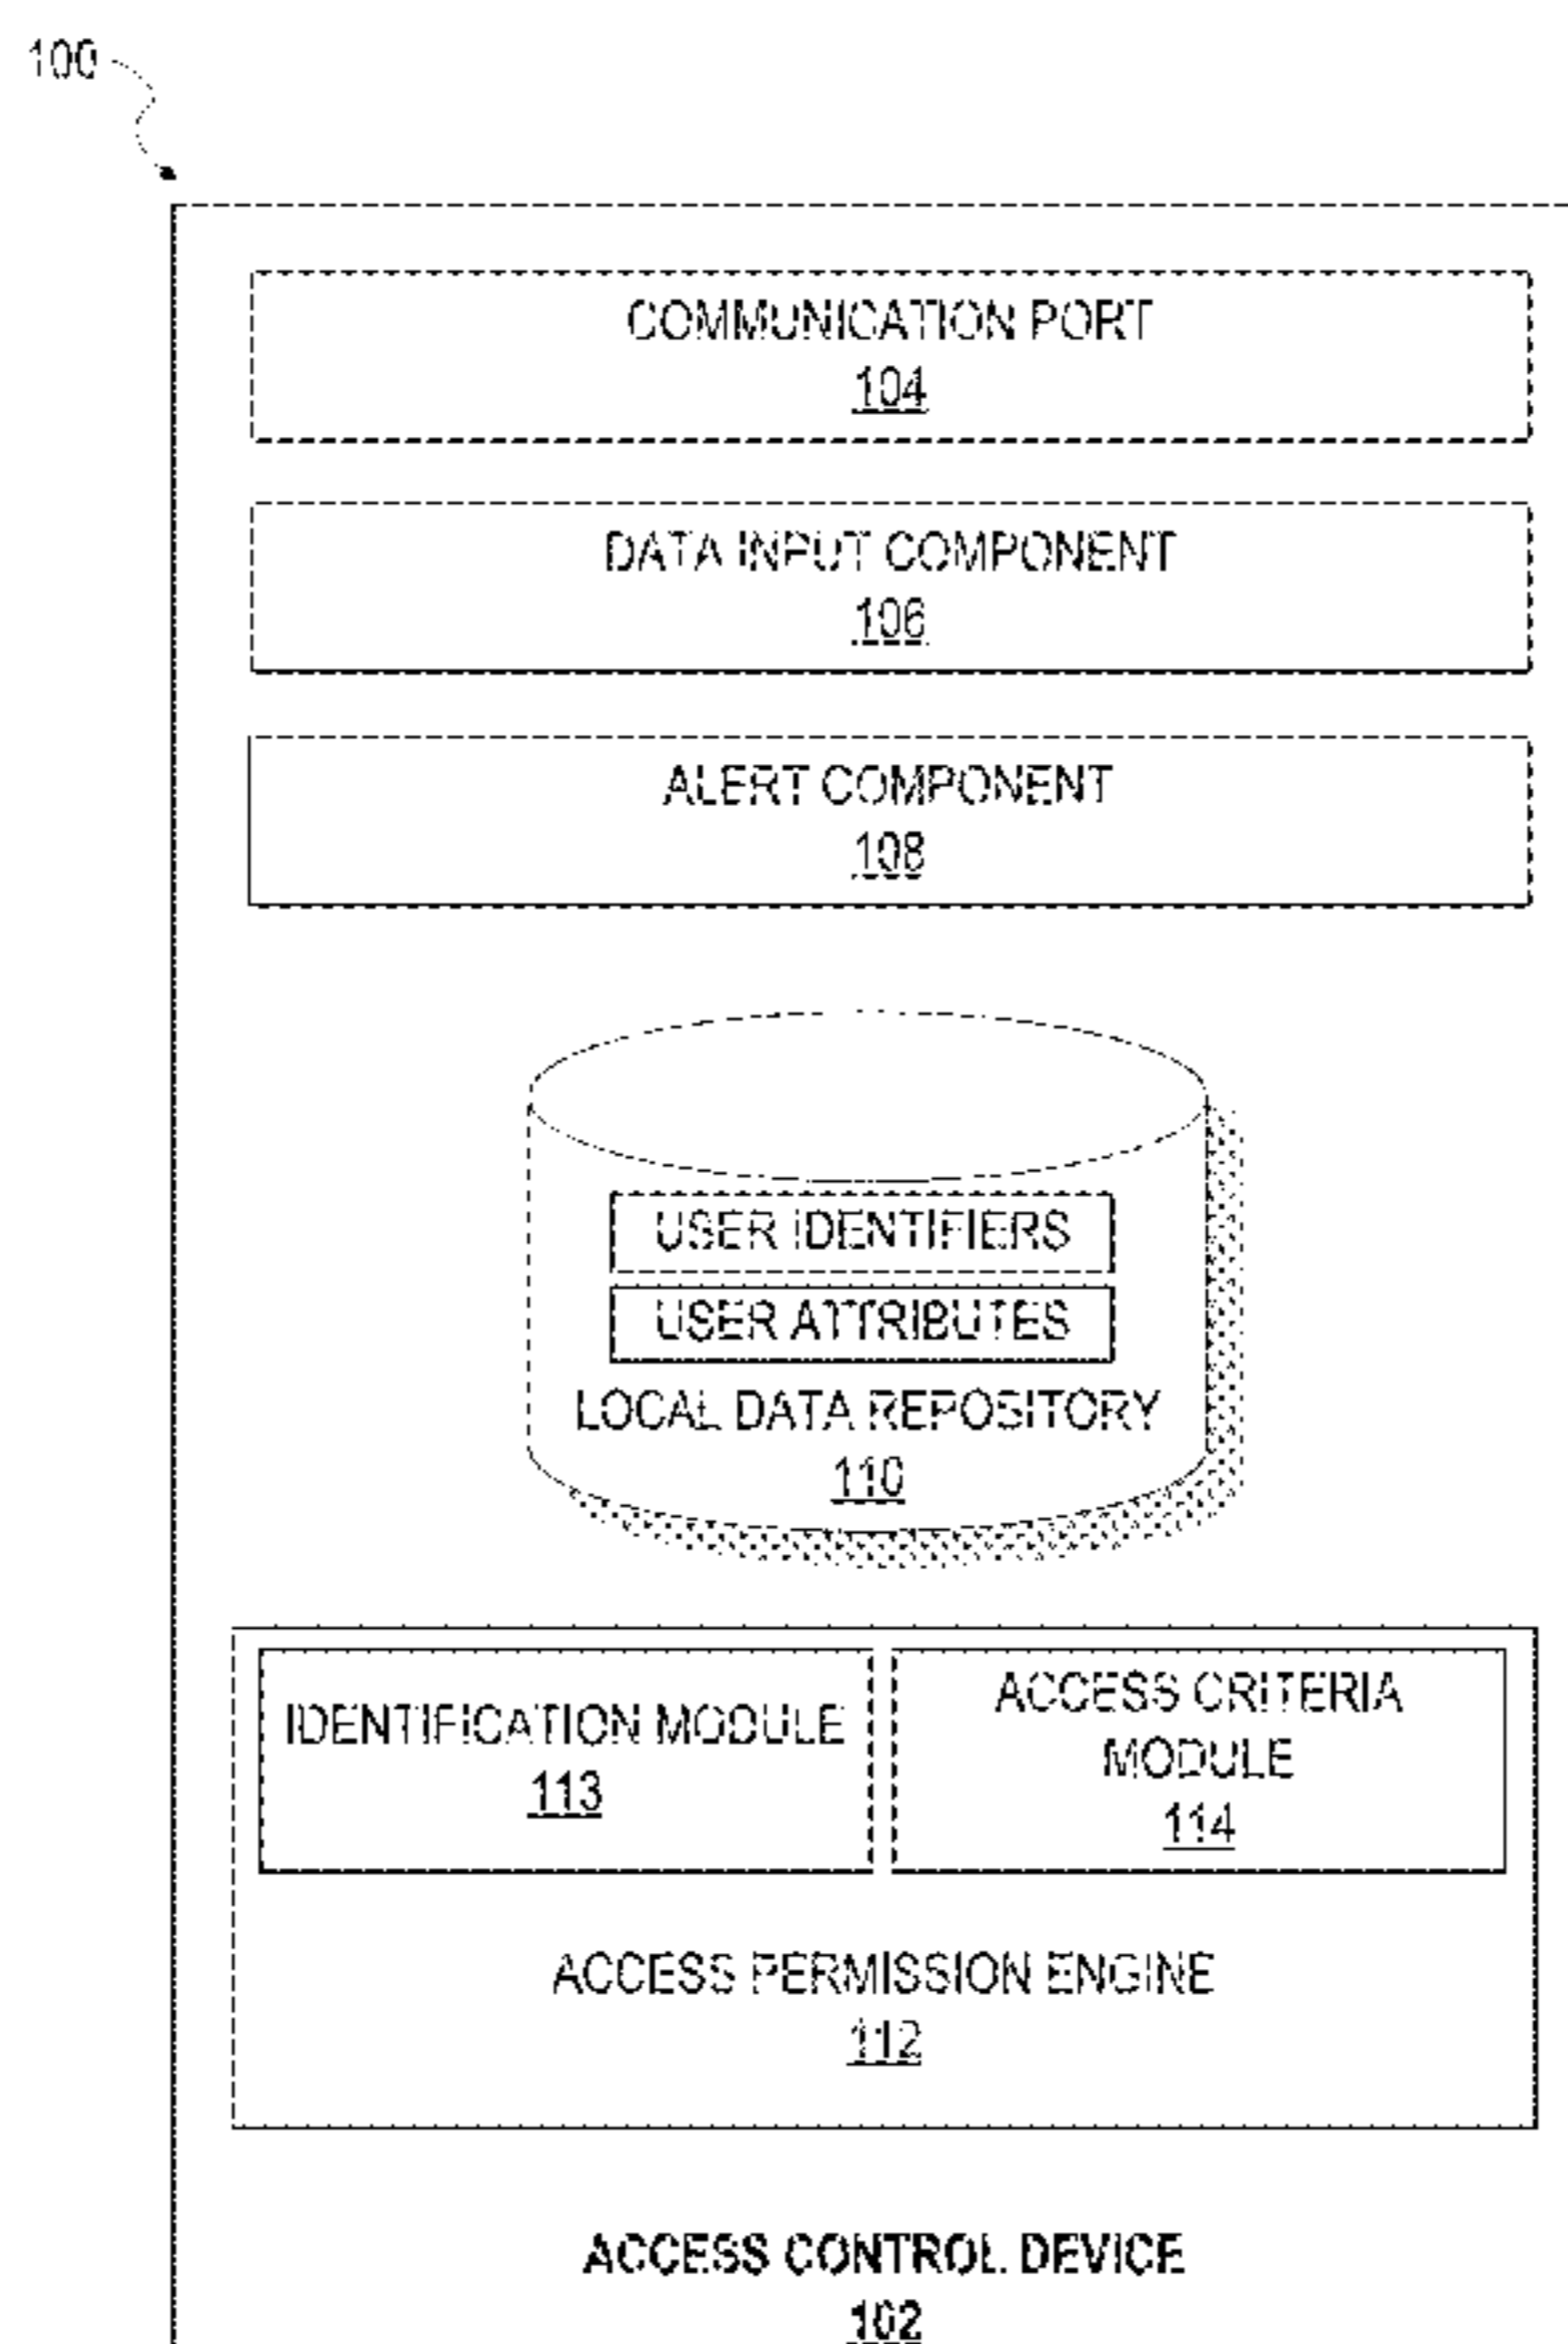 100
COMMUNICATION PORT
104
DATA INPUT COMPONENT
106
ALERT COMPONENT
108
USER IDENTIFIERS
USER ATTRIBUTES
LOCAL DATA REPOSITORY
110
IDENTIFICATION MODULE
113
ACCESS CRITERIA
MODULE
114
ACCESS PERMISSION ENGINE
112
ACCESS CONTROL DEVICE
102